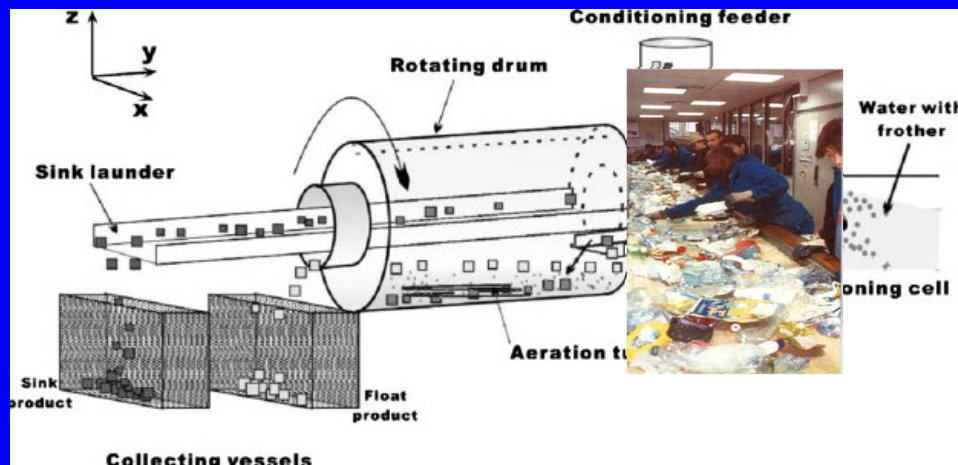 Conditioning feeder
z
y
x
Rotating drum
Water with
frother
Sink launder
oning cell
Aeration tu
Sink
product
Float
product
Collecting vessels